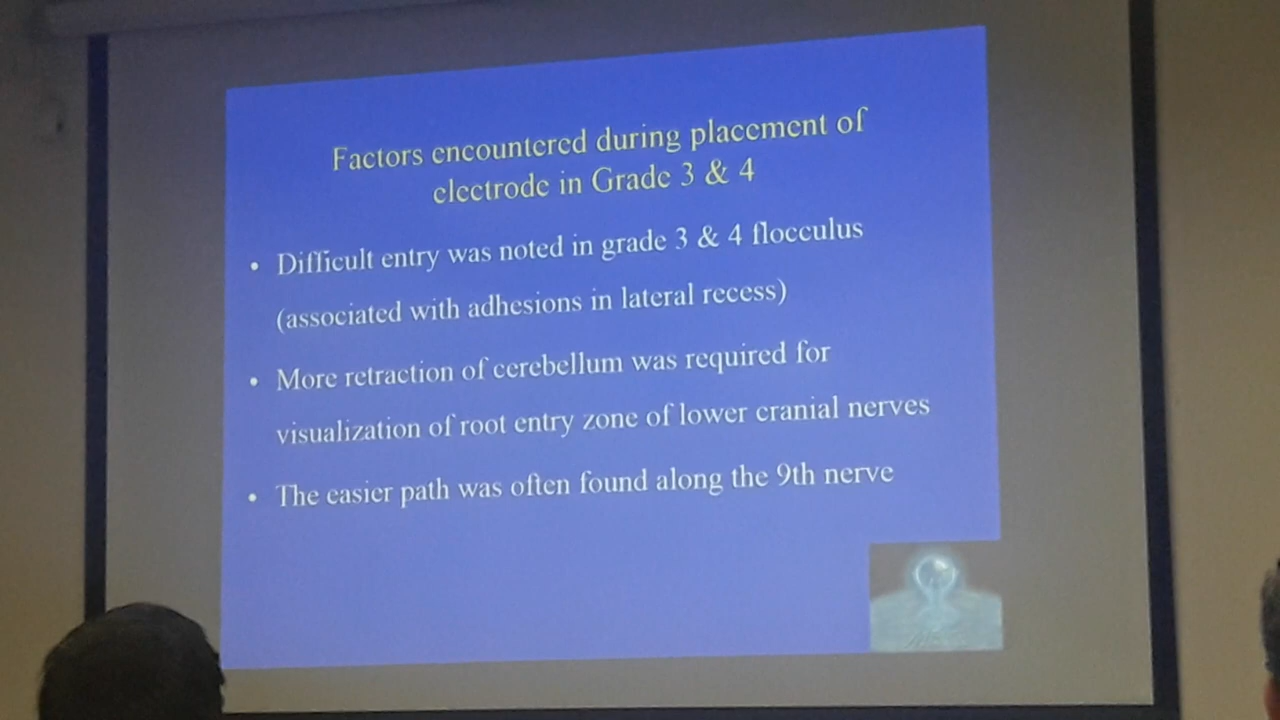 Factors encountered during placement of
electrode in Grade 3 & 4
• Difficult entry was noted in grade 3 & 4 flocculus
(associated with adhesions in lateral recess)
• More retraction of cerebellum was required for
visualization of root entry zone of lower cranial nerves
• The easier path was often found along the 9th nerve